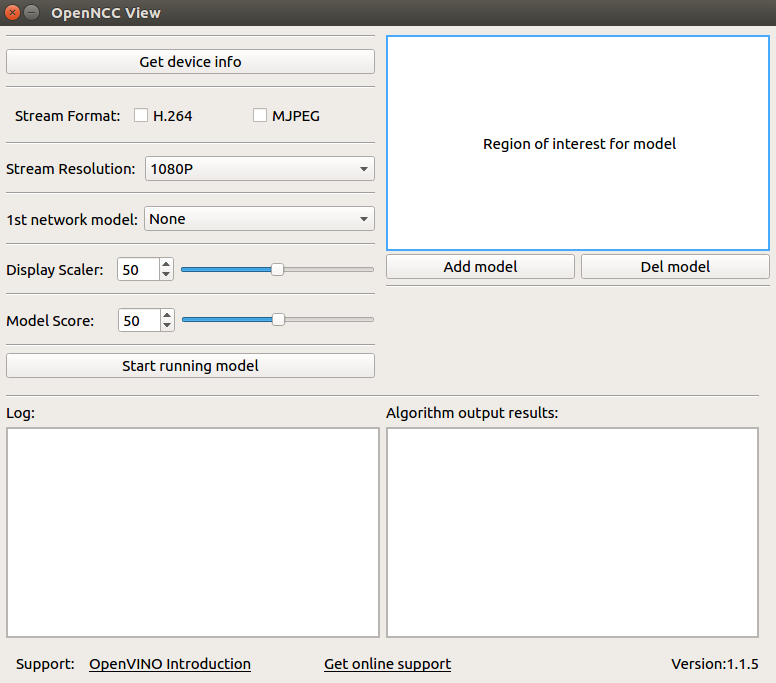 OpenNCC View
Get device info
Stream Format: H.264 MJPEG
Stream Resolution: 1080P
1st network model: None
Display Scaler: 50
Model Score: 50
Start running model
Region of interest for model
Add model Del model
Log:
Algorithm output results:
Support: OpenVINO Introduction Get online support Version:1.1.5